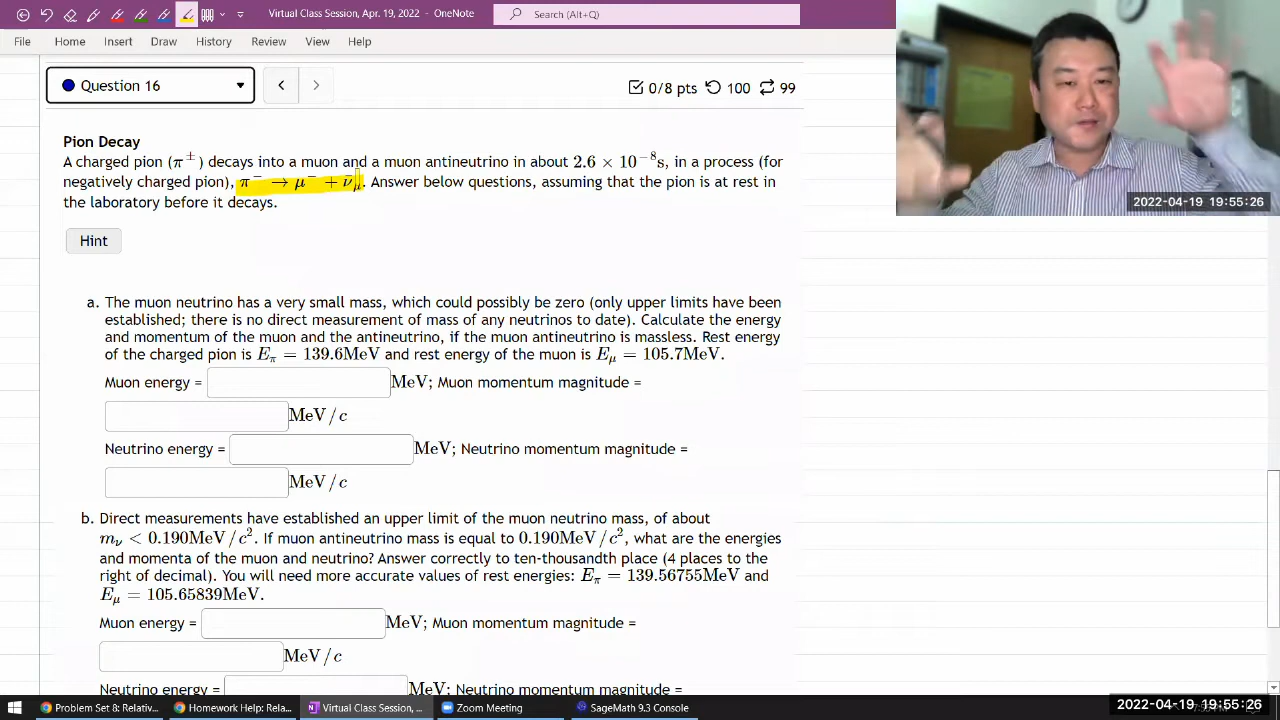 Virtual Class Session, Apr. 19, 2022 - OneNote
Search (Alt+Q)
File Home Insert Draw History Review View Help
Question 16
0/8 pts 100 99
Pion Decay
A charged pion (π±) decays into a muon and a muon antineutrino in about 2.6 × 10⁻⁸s, in a process (for
negatively charged pion), π⁻ → μ⁻ + ν̄μ. Answer below questions, assuming that the pion is at rest in
the laboratory before it decays.
Hint
a. The muon neutrino has a very small mass, which could possibly be zero (only upper limits have been
established; there is no direct measurement of mass of any neutrinos to date). Calculate the energy
and momentum of the muon and the antineutrino, if the muon antineutrino is massless. Rest energy
of the charged pion is Eπ = 139.6MeV and rest energy of the muon is Eμ = 105.7MeV.
Muon energy = MeV; Muon momentum magnitude =
MeV/c
Neutrino energy = MeV; Neutrino momentum magnitude =
MeV/c
b. Direct measurements have established an upper limit of the muon neutrino mass, of about
mν < 0.190MeV/c². If muon antineutrino mass is equal to 0.190MeV/c², what are the energies
and momenta of the muon and neutrino? Answer correctly to ten-thousandth place (4 places to the
right of decimal). You will need more accurate values of rest energies: Eπ = 139.56755MeV and
Eμ = 105.65839MeV.
Muon energy = MeV; Muon momentum magnitude =
MeV/c
Neutrino energy = MeV; Neutrino momentum magnitude =
2022-04-19 19:55:26
Problem Set 8: Relativ... Homework Help: Rela... Virtual Class Session, ... Zoom Meeting SageMath 9.3 Console
2022-04-19 19:55:26